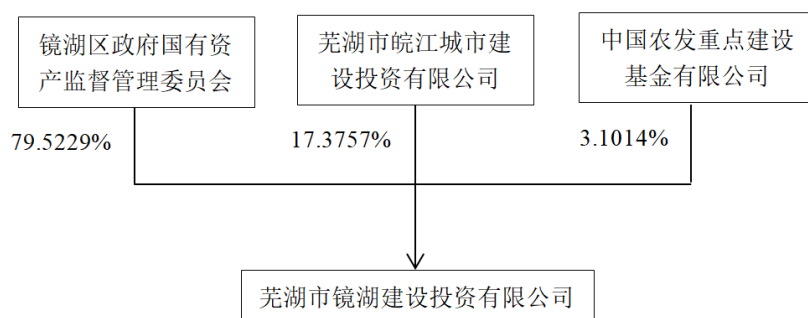 镜湖区政府国有资
产监督管理委员会
芜湖市皖江城市建
设投资有限公司
中国农发重点建设
基金有限公司
79.5229%
17.3757%
3.1014%
芜湖市镜湖建设投资有限公司